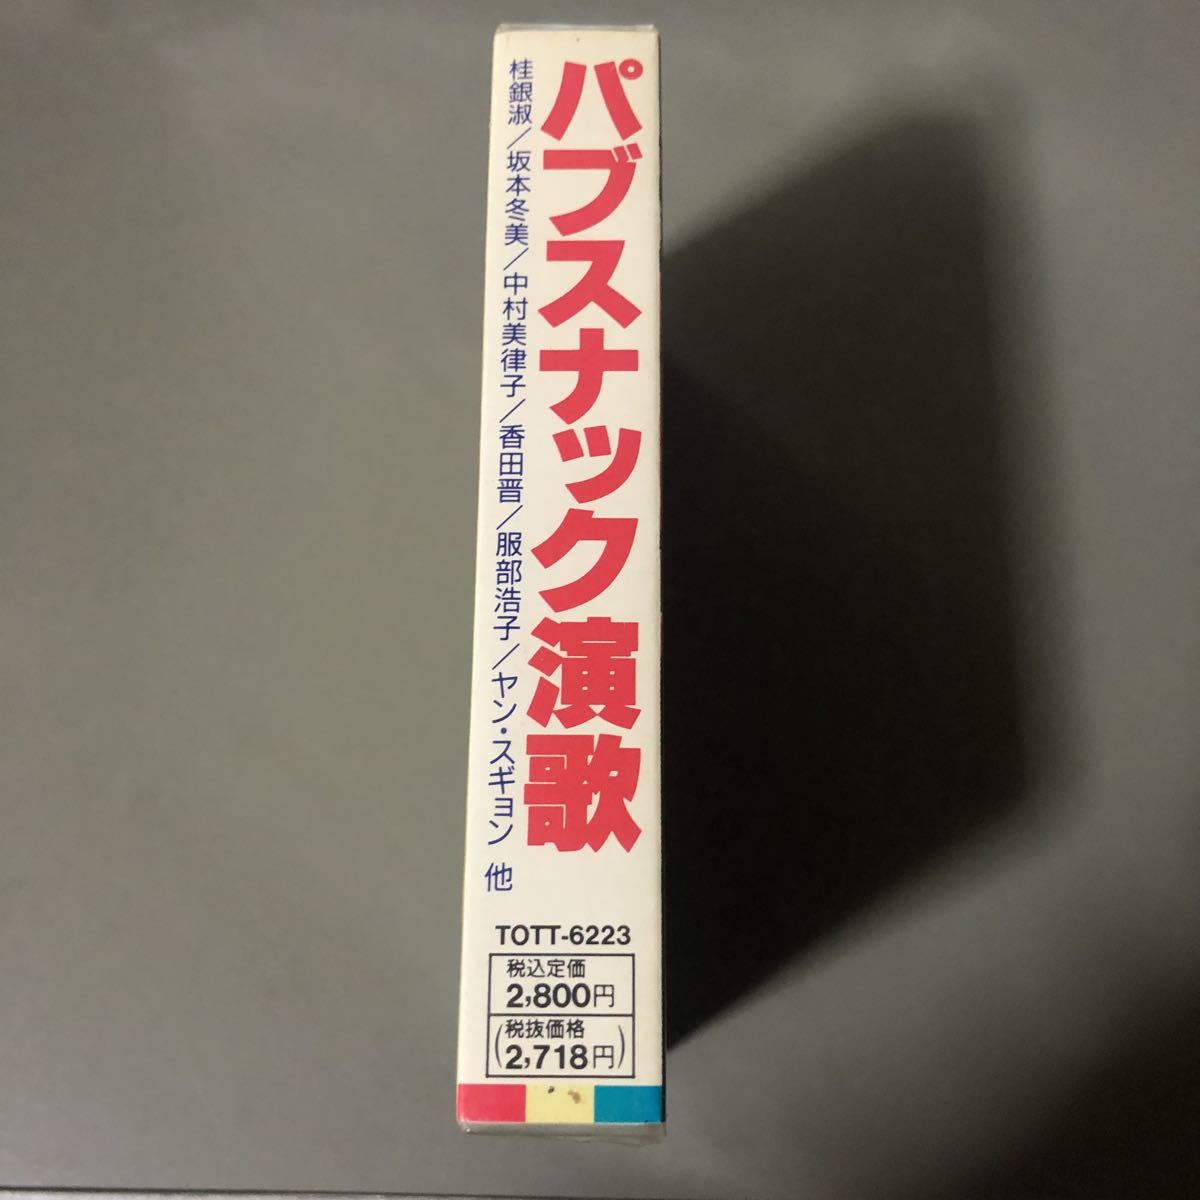 パブスナック演歌
桂銀淑／坂本冬美／中村美律子／香田晋／服部浩子／ヤン・スギョン 他
TOTT-6223
税込定価
2,800円
(税抜価格
2,718円)